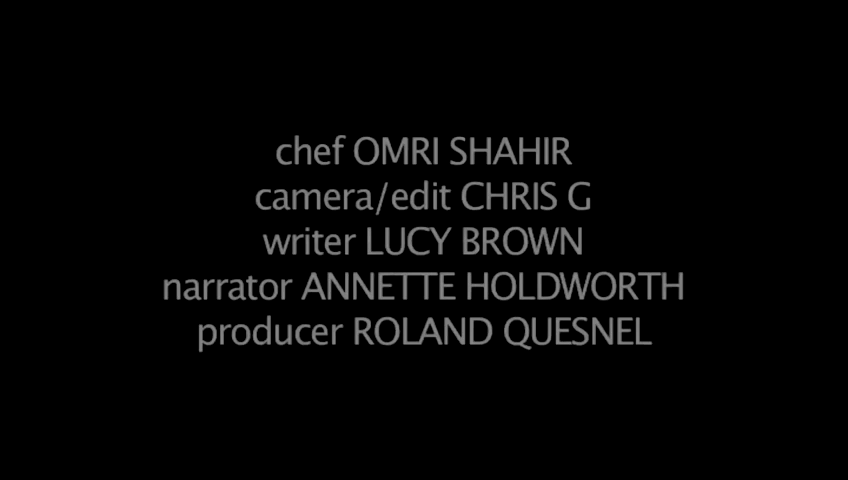 chef OMRI SHAHIR
camera/edit CHRIS G
writer LUCY BROWN
narrator ANNETTE HOLDWORTH
producer ROLAND QUESNEL